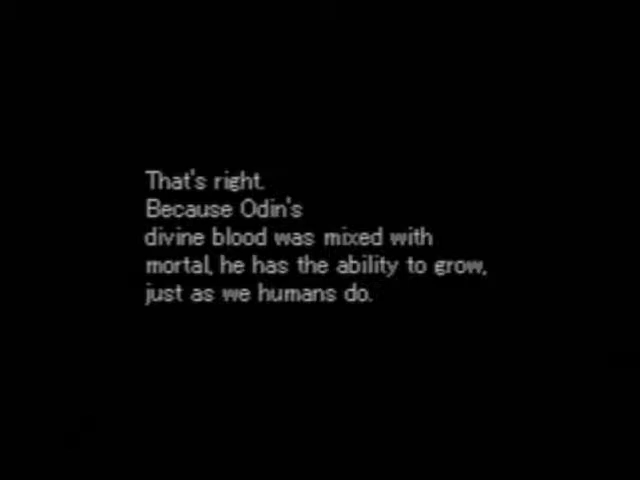 That's right.
Because Odin's
divine blood was mixed with
mortal, he has the ability to grow,
just as we humans do.